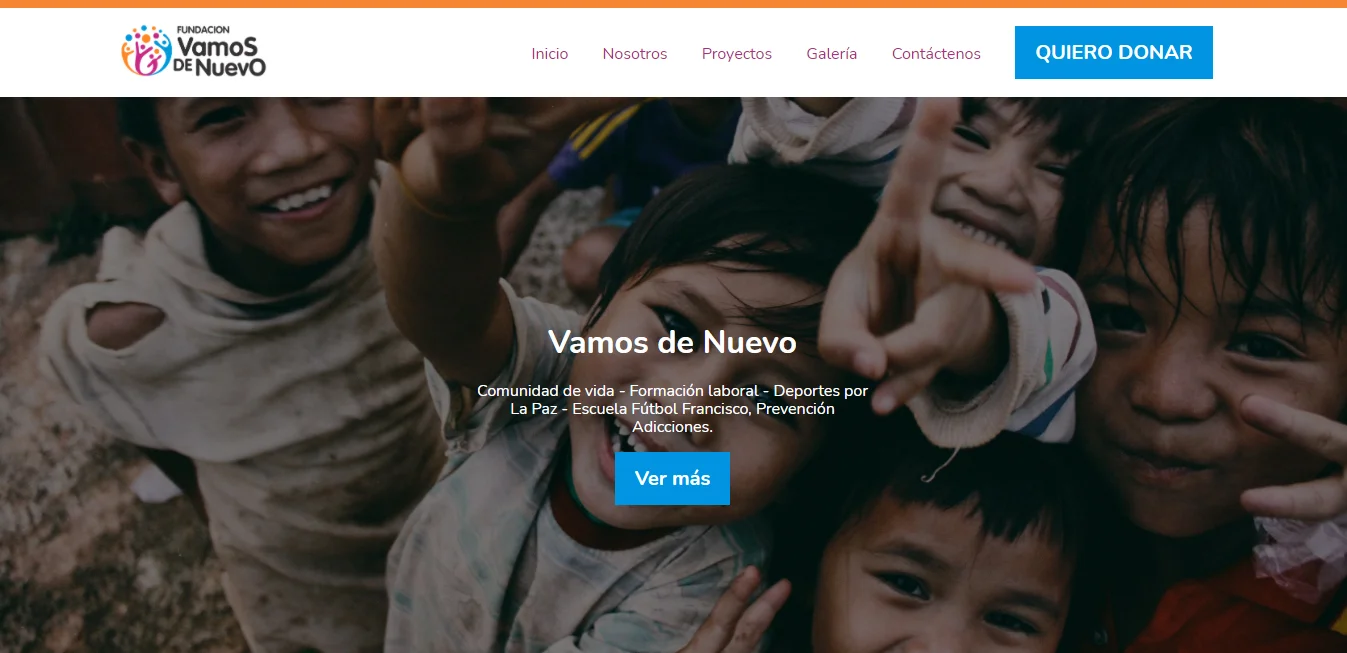 FUNDACION
VamoS
DE NuevO
Inicio
Nosotros
Proyectos
Galería
Contáctenos
QUIERO DONAR
Vamos de Nuevo
Comunidad de vida - Formación laboral - Deportes por
La Paz - Escuela Fútbol Francisco, Prevención
Adicciones.
Ver más